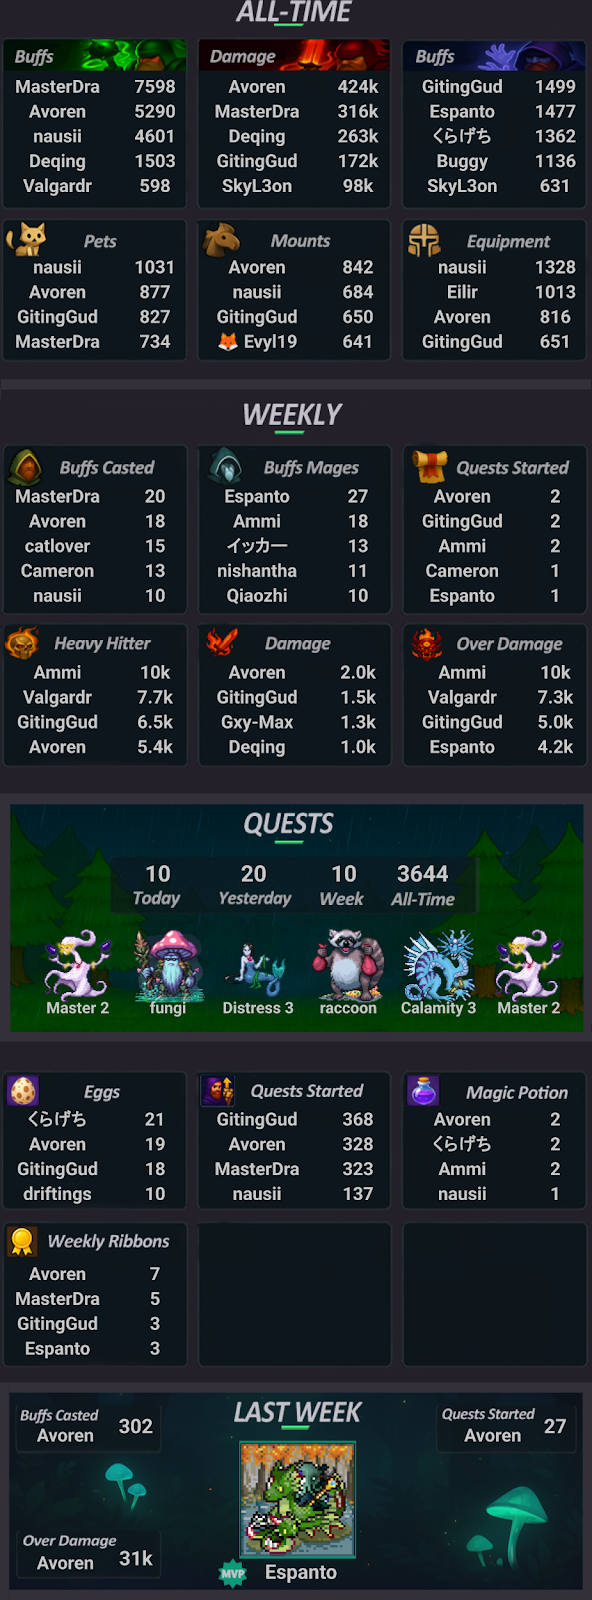 ALL-TIME
Buffs
MasterDra 7598
Avoren 5290
nausii 4601
Deqing 1503
Valgardr 598
Damage
Avoren 424k
MasterDra 316k
Deqing 263k
GitingGud 172k
SkyL3on 98k
Buffs
GitingGud 1499
Espanto 1477
くらげち 1362
Buggy 1136
SkyL3on 631
Pets
nausii 1031
Avoren 877
GitingGud 827
MasterDra 734
Mounts
Avoren 842
nausii 684
GitingGud 650
🦊 Evyl19 641
Equipment
nausii 1328
Eilir 1013
Avoren 816
GitingGud 651
WEEKLY
Buffs Casted
MasterDra 20
Avoren 18
catlover 15
Cameron 13
nausii 10
Buffs Mages
Espanto 27
Ammi 18
イッカー 13
nishantha 11
Qiaozhi 10
Quests Started
Avoren 2
GitingGud 2
Ammi 2
Cameron 1
Espanto 1
Heavy Hitter
Ammi 10k
Valgardr 7.7k
GitingGud 6.5k
Avoren 5.4k
Damage
Avoren 2.0k
GitingGud 1.5k
Gxy-Max 1.3k
Deqing 1.0k
Over Damage
Ammi 10k
Valgardr 7.3k
GitingGud 5.0k
Espanto 4.2k
QUESTS
10 20 10 3644
Today Yesterday Week All-Time
Master 2 fungi Distress 3 raccoon Calamity 3 Master 2
Eggs
くらげち 21
Avoren 19
GitingGud 18
driftings 10
Quests Started
GitingGud 368
Avoren 328
MasterDra 323
nausii 137
Magic Potion
Avoren 2
くらげち 2
Ammi 2
nausii 1
Weekly Ribbons
Avoren 7
MasterDra 5
GitingGud 3
Espanto 3
LAST WEEK
Buffs Casted
Avoren 302
Quests Started
Avoren 27
Over Damage
Avoren 31k
MVP Espanto